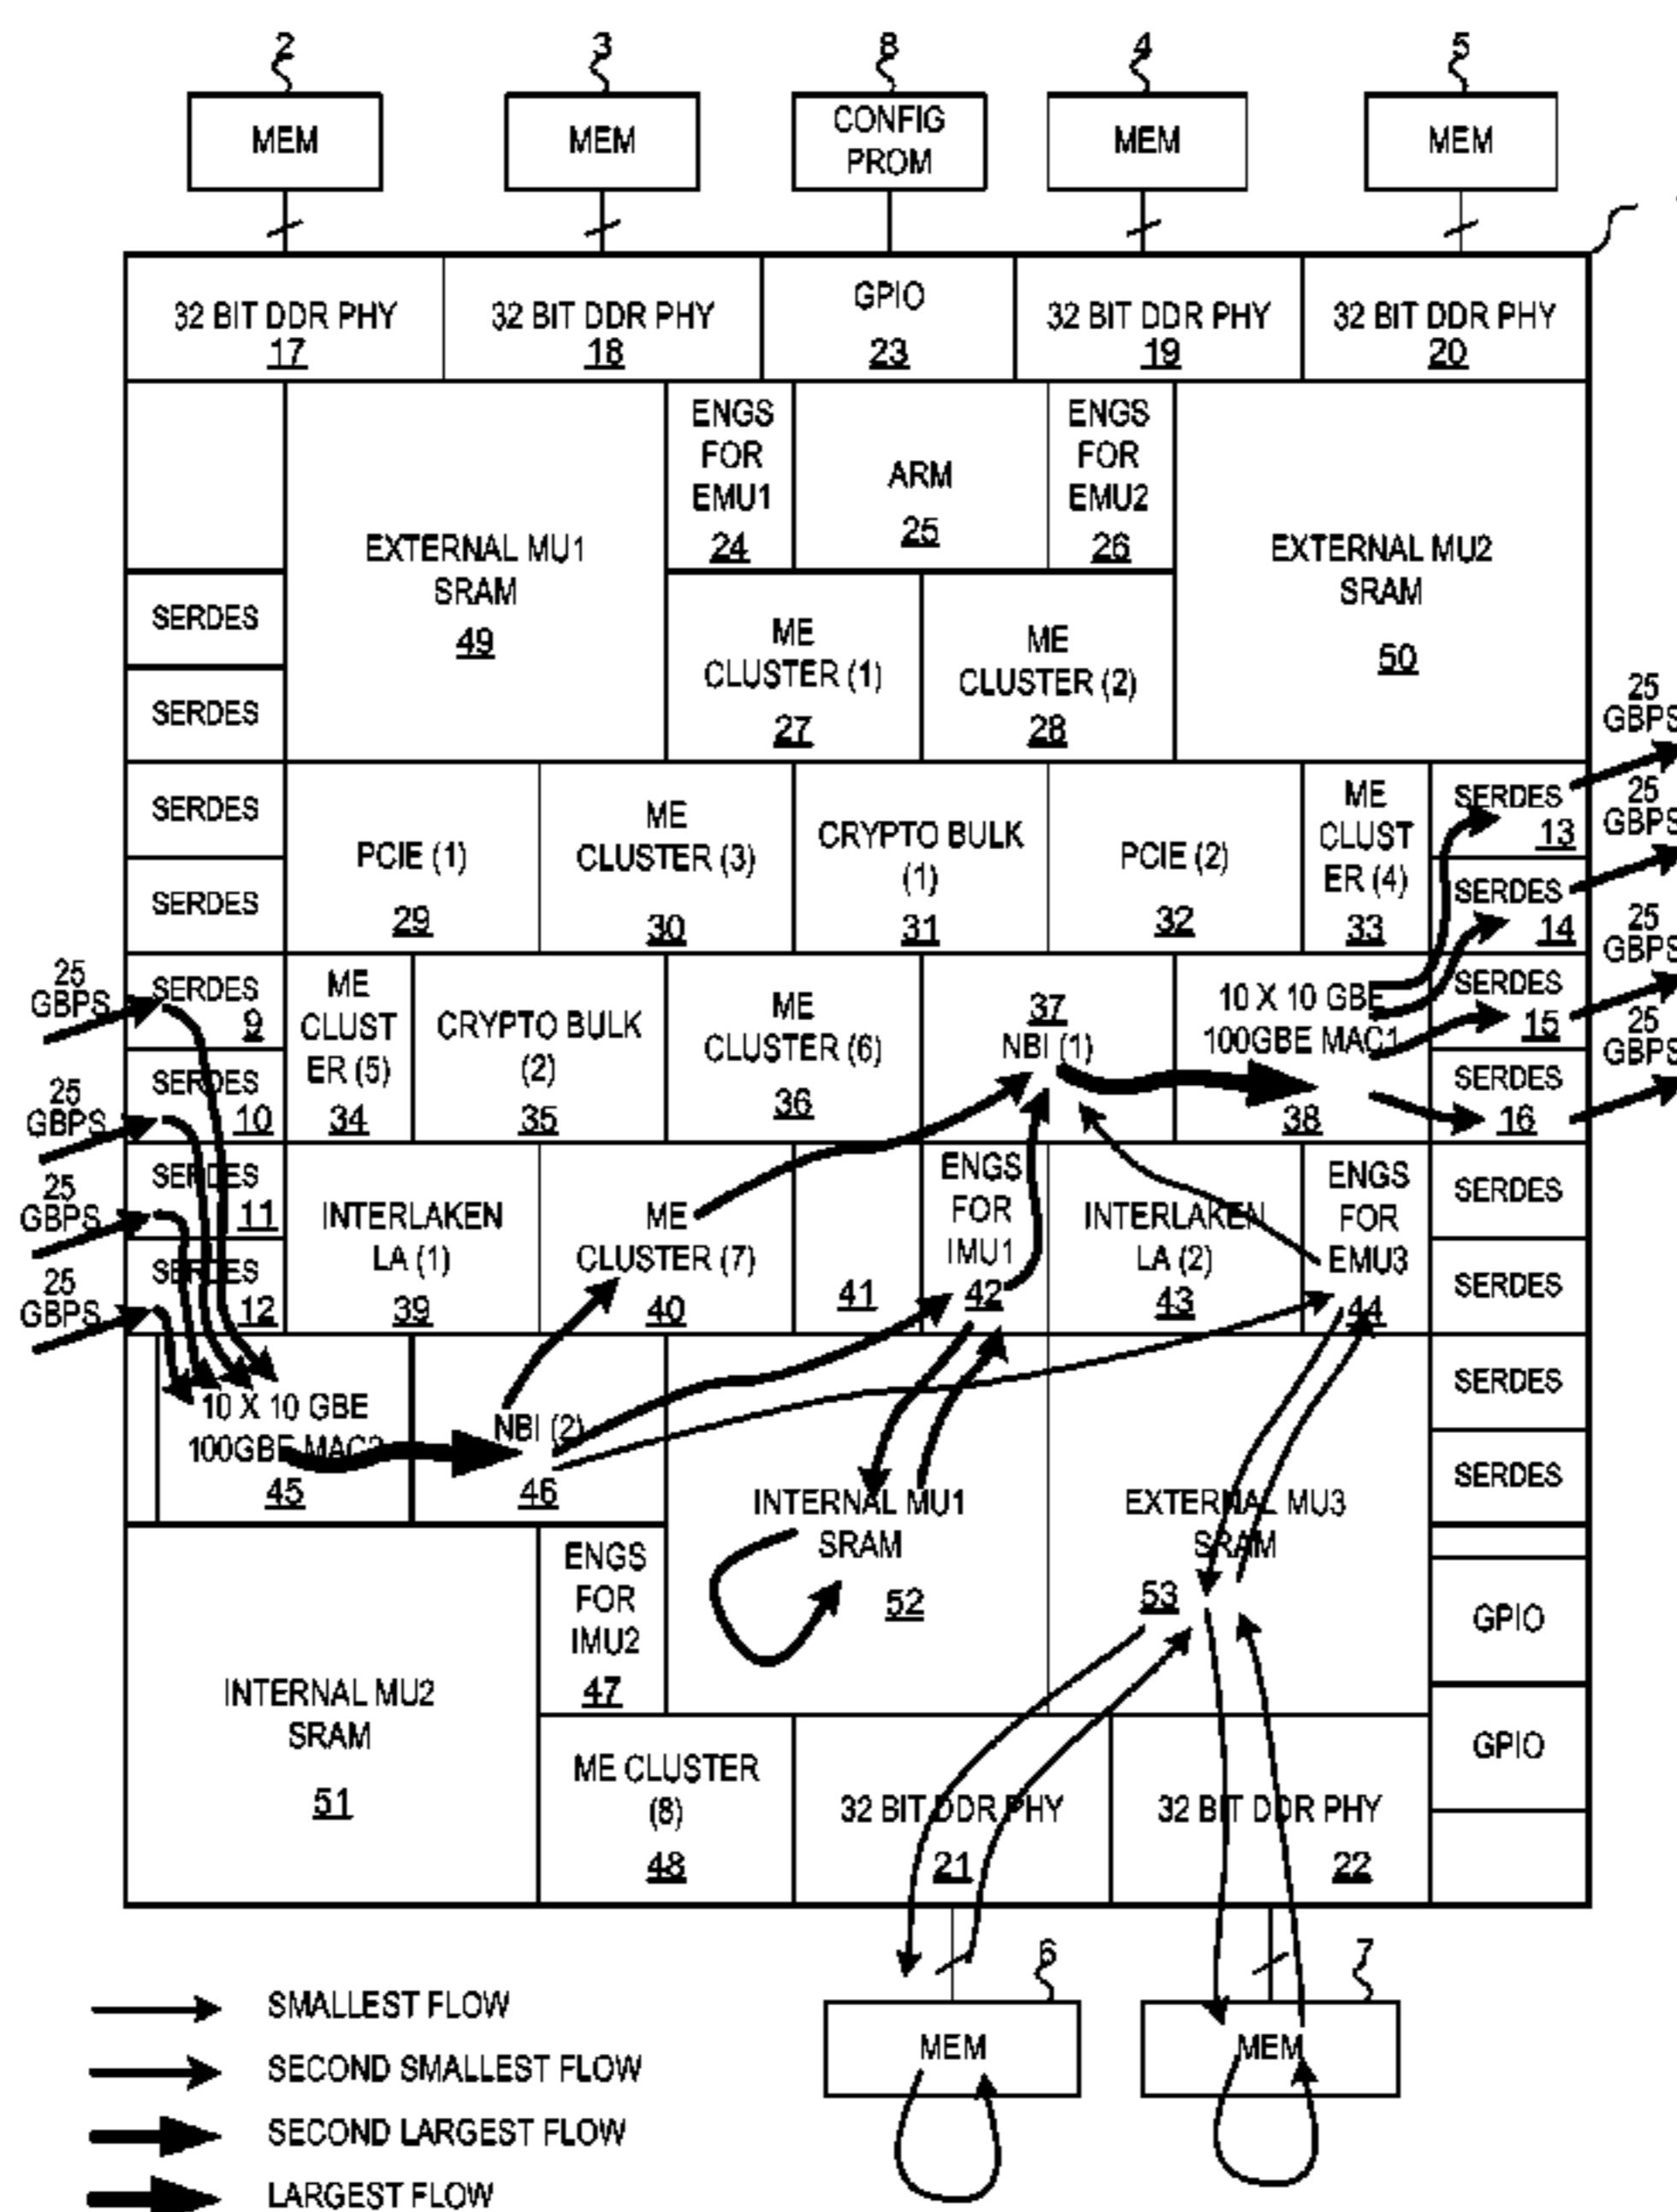 2
3
8
4
5
MEM
MEM
CONFIG
PROM
MEM
MEM
32 BIT DDR PHY
17
32 BIT DDR PHY
18
GPIO
23
32 BIT DDR PHY
19
32 BIT DDR PHY
20
EXTERNAL MU1
SRAM
49
ENGS
FOR
EMU1
24
ARM
25
ENGS
FOR
EMU2
26
EXTERNAL MU2
SRAM
50
SERDES
SERDES
ME
CLUSTER (1)
27
ME
CLUSTER (2)
28
SERDES
SERDES
PCIE (1)
29
ME
CLUSTER (3)
30
CRYPTO BULK
(1)
31
PCIE (2)
32
ME
CLUST
ER (4)
33
SERDES
13
SERDES
14
25
GBPS
25
GBPS
25
GBPS
25
GBPS
25
GBPS
25
GBPS
25
GBPS
25
GBPS
SERDES
9
SERDES
10
ME
CLUST
ER (5)
34
CRYPTO BULK
(2)
35
ME
CLUSTER (6)
36
37
NBI (1)
10 X 10 GBE
100GBE MAC1
38
SERDES
15
SERDES
16
SERDES
11
SERDES
12
INTERLAKEN
LA (1)
39
ME
CLUSTER (7)
40
41
ENGS
FOR
IMU1
42
INTERLAKEN
LA (2)
43
ENGS
FOR
EMU3
44
SERDES
SERDES
10 X 10 GBE
100GBE MAC2
45
NBI (2)
46
INTERNAL MU1
SRAM
52
EXTERNAL MU3
SRAM
53
SERDES
SERDES
INTERNAL MU2
SRAM
51
ENGS
FOR
IMU2
47
GPIO
GPIO
ME CLUSTER
(8)
48
32 BIT DDR PHY
21
32 BIT DDR PHY
22
6
7
MEM
MEM
SMALLEST FLOW
SECOND SMALLEST FLOW
SECOND LARGEST FLOW
LARGEST FLOW